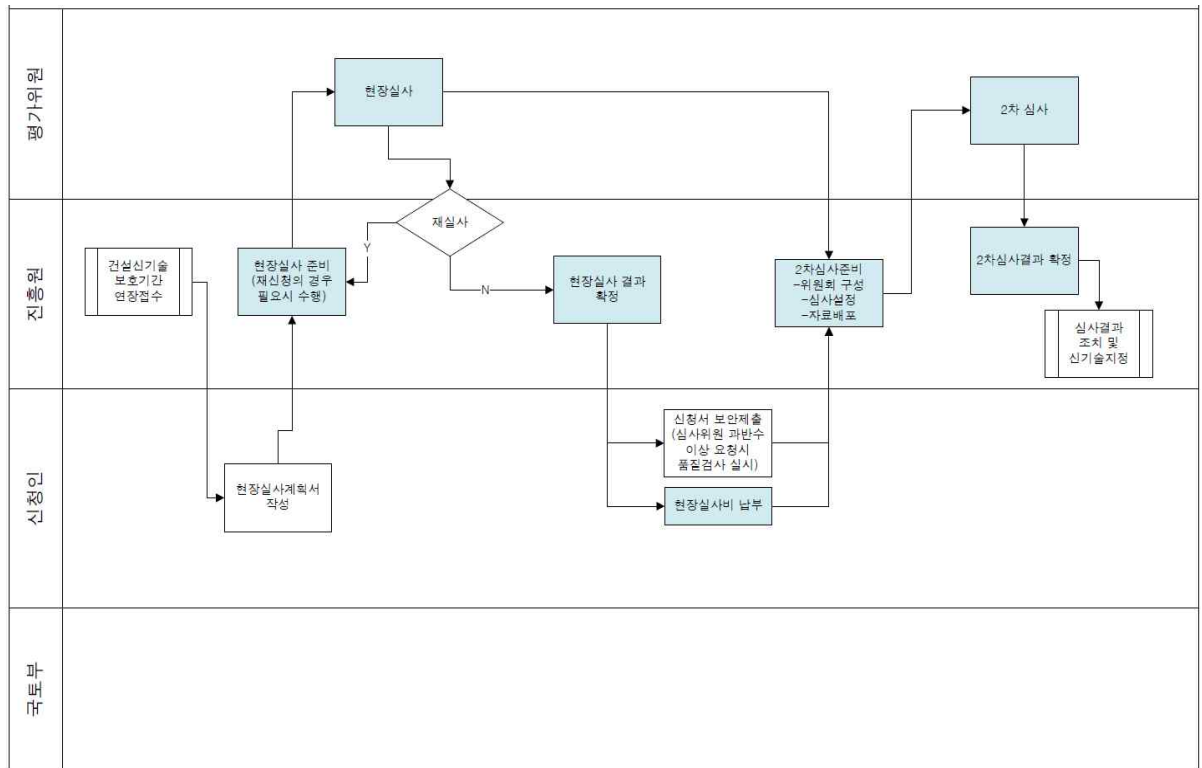 평가위원
현장실사
2차 심사
진흥원
재실사
Y
N
건설신기술
보호기간
연장접수
현장실사 준비
(재신청의 경우
필요시 수행)
현장실사 결과
확정
2차심사준비
-위원회 구성
-심사설정
-자료배포
2차심사결과 확정
심사결과
조치 및
신기술지정
신청인
현장실사계획서
작성
신청서 보안제출
(심사위원 과반수
이상 요청시
품질검사 실시)
현장실사비 납부
국토부